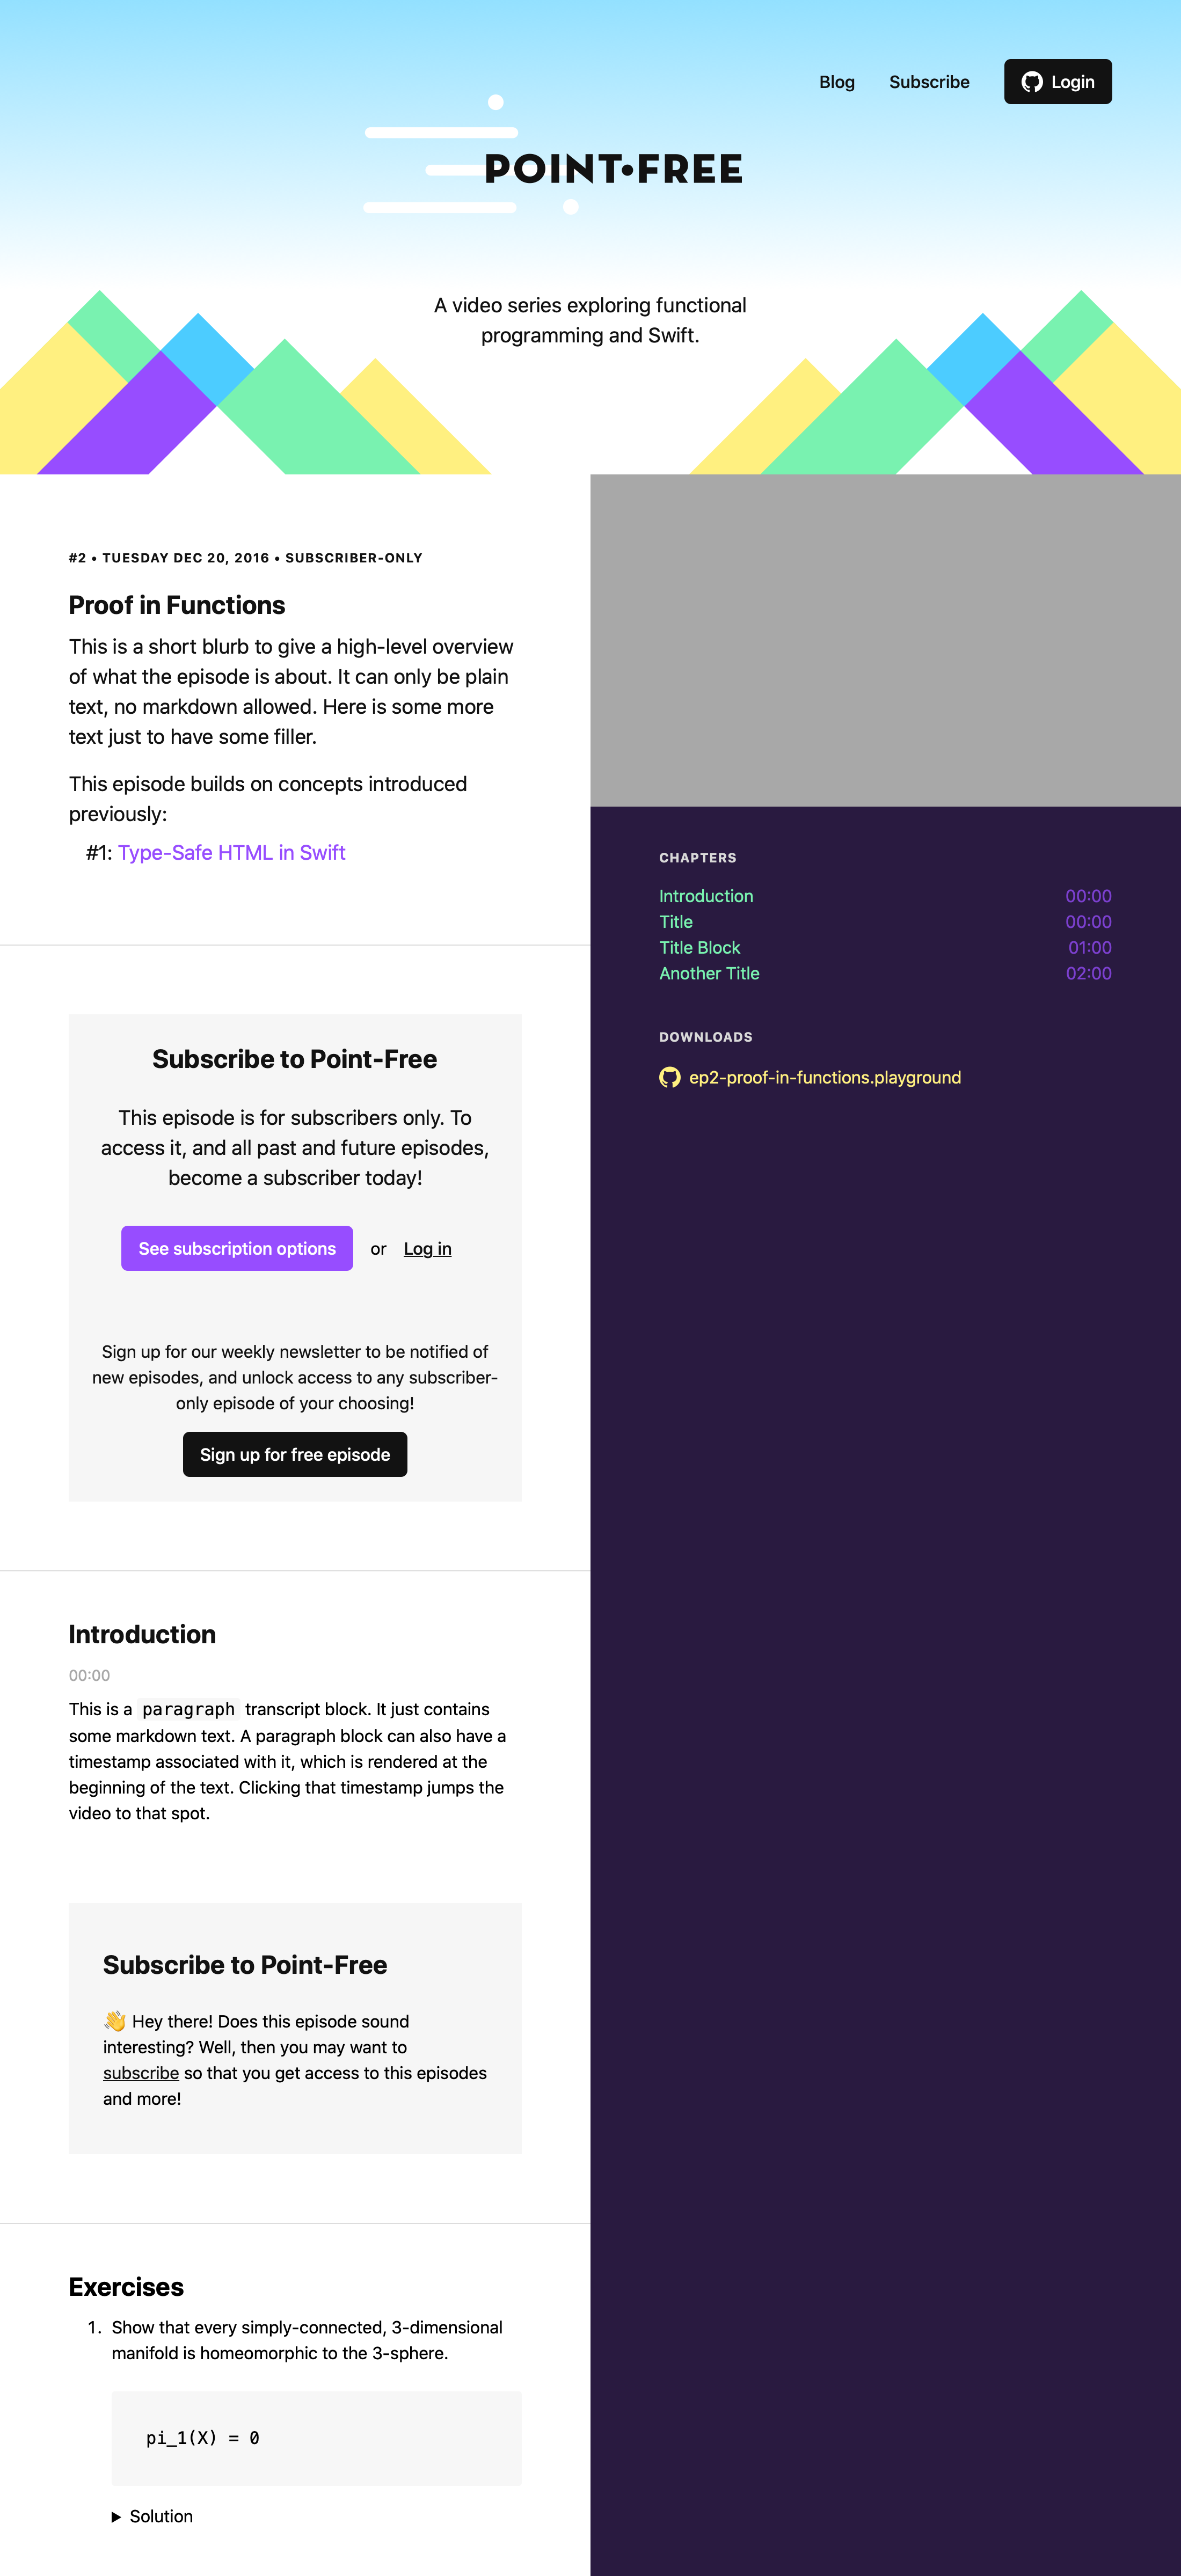 Blog
Subscribe
Login
POINT•FREE
A video series exploring functional
programming and Swift.
#2 • TUESDAY DEC 20, 2016 • SUBSCRIBER-ONLY
Proof in Functions
This is a short blurb to give a high-level overview
of what the episode is about. It can only be plain
text, no markdown allowed. Here is some more
text just to have some filler.
This episode builds on concepts introduced
previously:
#1: Type-Safe HTML in Swift
Subscribe to Point-Free
This episode is for subscribers only. To
access it, and all past and future episodes,
become a subscriber today!
See subscription options or Log in
Sign up for our weekly newsletter to be notified of
new episodes, and unlock access to any subscriber-
only episode of your choosing!
Sign up for free episode
Introduction
00:00
This is a paragraph transcript block. It just contains
some markdown text. A paragraph block can also have a
timestamp associated with it, which is rendered at the
beginning of the text. Clicking that timestamp jumps the
video to that spot.
Subscribe to Point-Free
👋 Hey there! Does this episode sound
interesting? Well, then you may want to
subscribe so that you get access to this episodes
and more!
Exercises
1. Show that every simply-connected, 3-dimensional
manifold is homeomorphic to the 3-sphere.
pi_1(X) = 0
▶ Solution
CHAPTERS
Introduction 00:00
Title 00:00
Title Block 01:00
Another Title 02:00
DOWNLOADS
ep2-proof-in-functions.playground